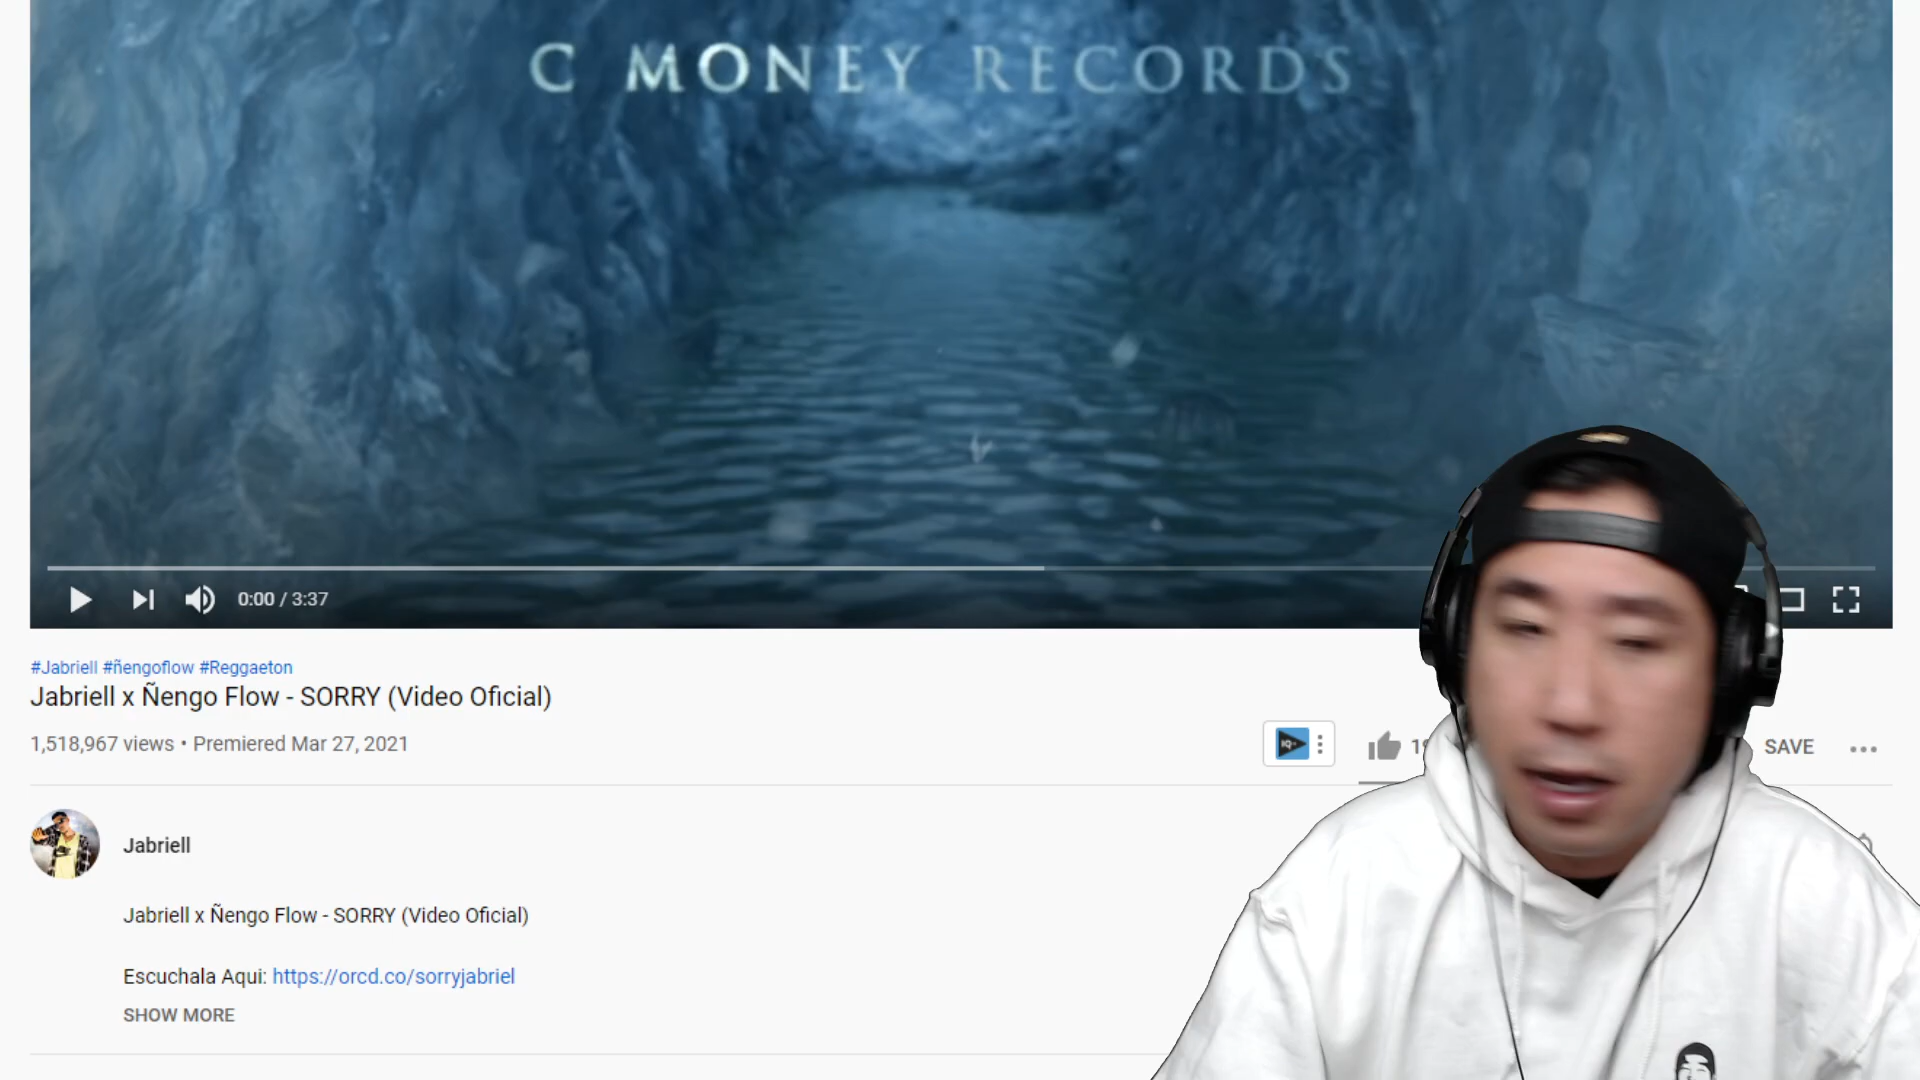 C MONEY RECORDS
0:00 / 3:37
#Jabriell #ñengoflow #Reggaeton
Jabriell x Ñengo Flow - SORRY (Video Oficial)
1,518,967 views • Premiered Mar 27, 2021
IQ
SAVE
Jabriell
Jabriell x Ñengo Flow - SORRY (Video Oficial)
Escuchala Aqui: https://orcd.co/sorryjabriel
SHOW MORE